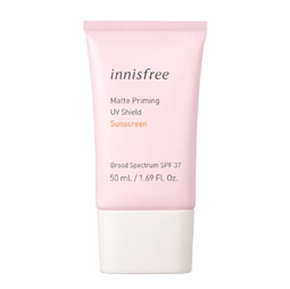 innisfree
Matte Priming
UV Shield
Sunscreen
Broad Spectrum SPF 37
50 mL / 1.69 Fl. Oz.